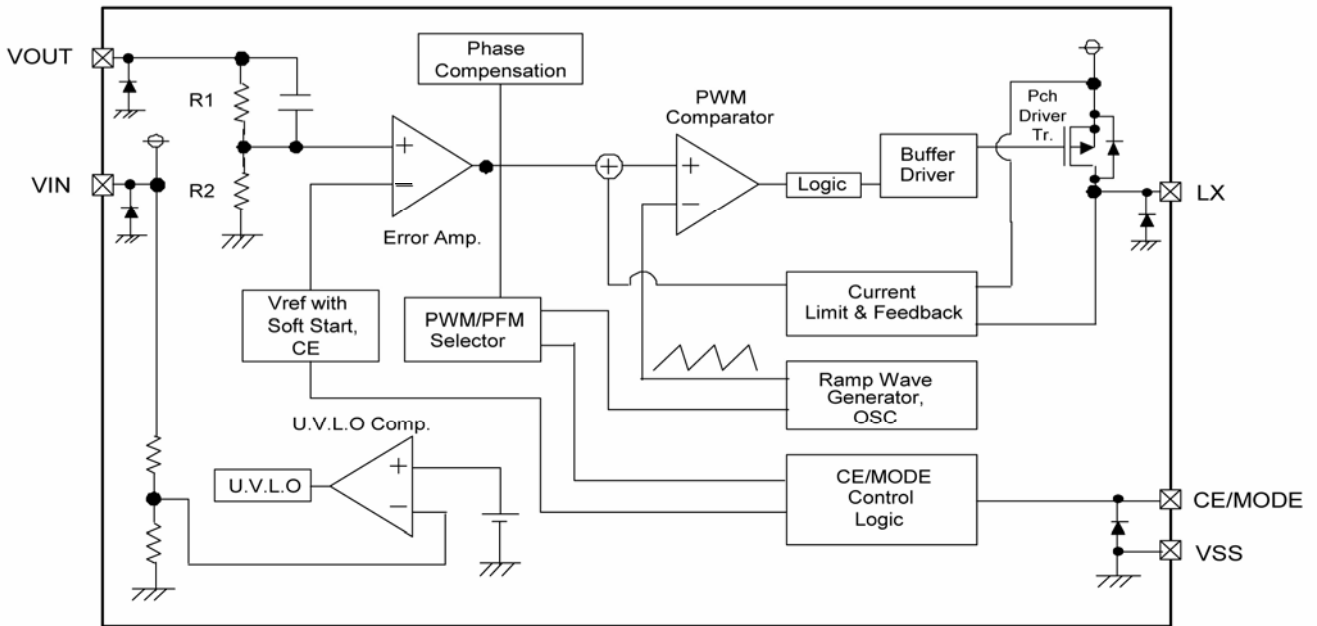 VOUT
R1
VIN
R2
Phase
Compensation
+
−
Error Amp.
+
PWM
Comparator
+
−
Logic
Buffer
Driver
Pch
Driver
Tr.
LX
Vref with
Soft Start,
CE
PWM/PFM
Selector
Current
Limit & Feedback
Ramp Wave
Generator,
OSC
U.V.L.O Comp.
U.V.L.O
+
−
CE/MODE
Control
Logic
CE/MODE
VSS